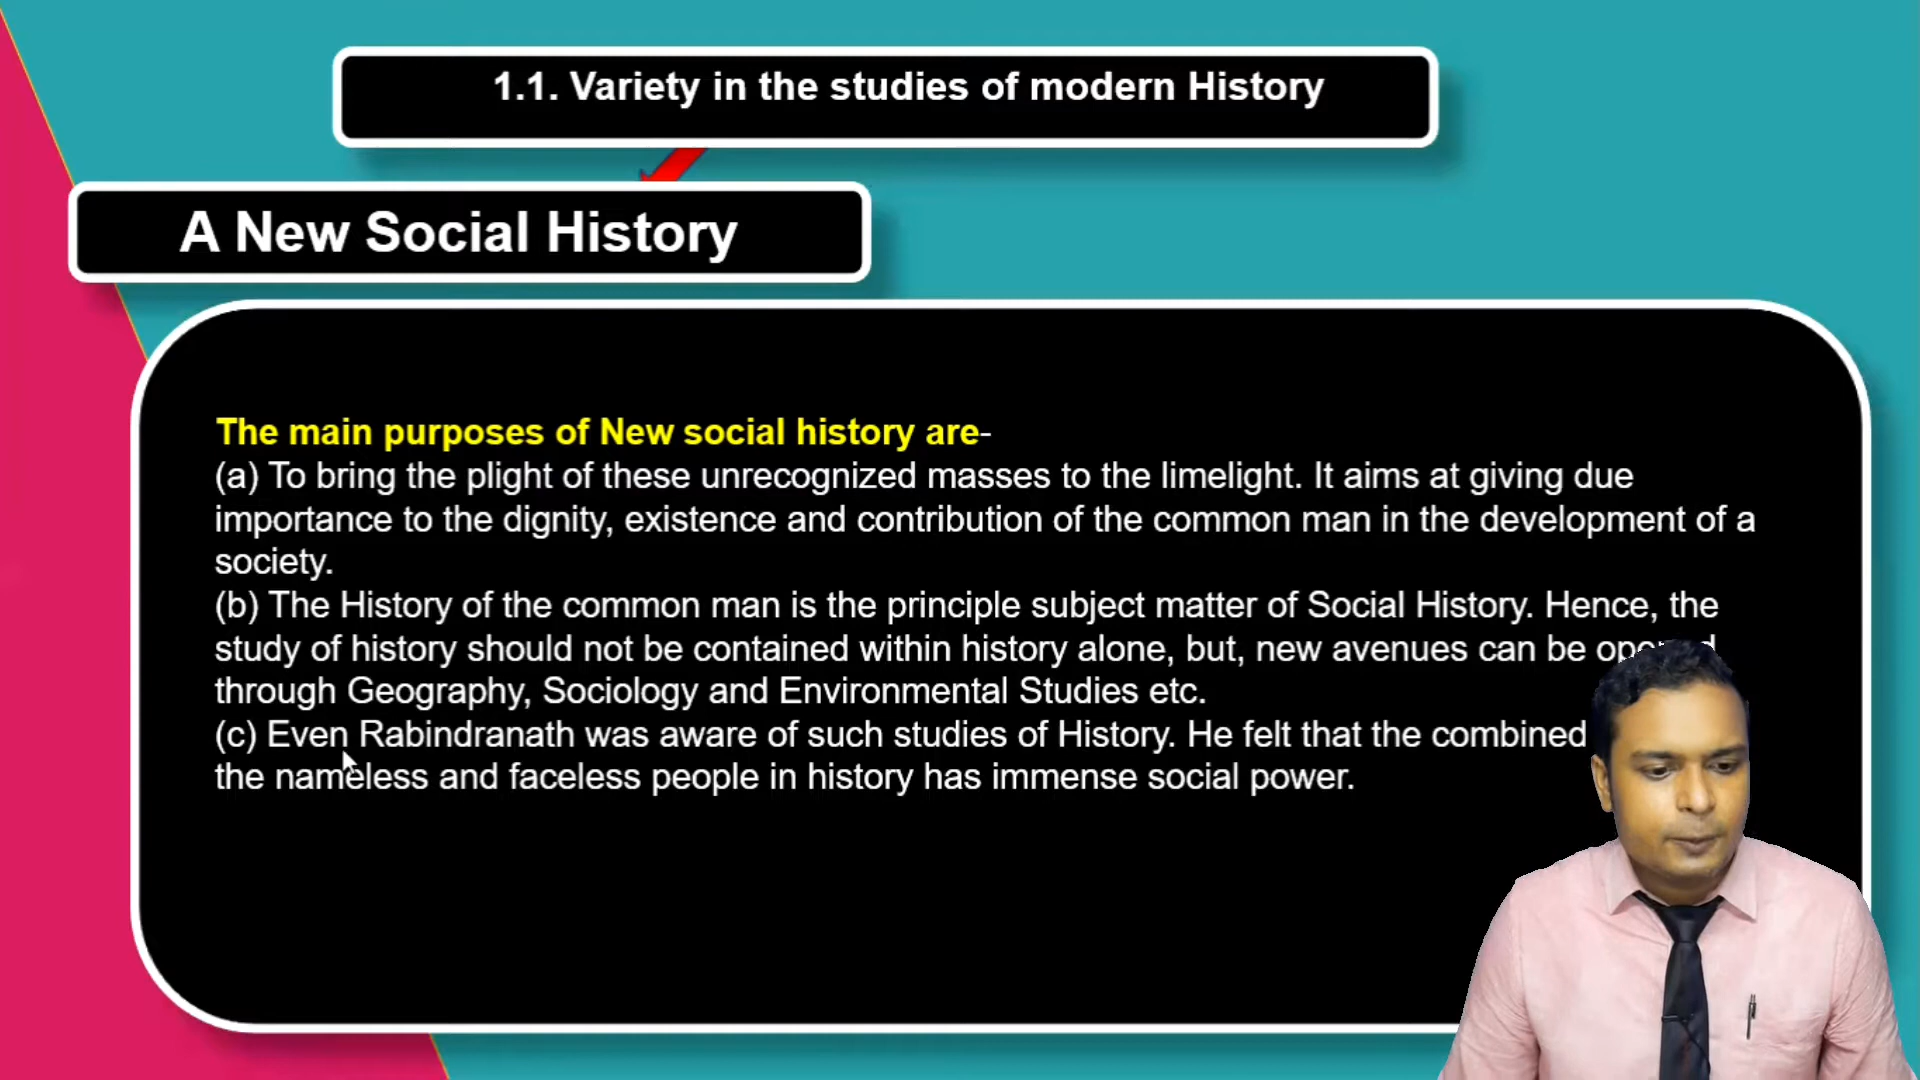 1.1. Variety in the studies of modern History
A New Social History
The main purposes of New social history are-
(a) To bring the plight of these unrecognized masses to the limelight. It aims at giving due
importance to the dignity, existence and contribution of the common man in the development of a
society.
(b) The History of the common man is the principle subject matter of Social History. Hence, the
study of history should not be contained within history alone, but, new avenues can be opened
through Geography, Sociology and Environmental Studies etc.
(c) Even Rabindranath was aware of such studies of History. He felt that the combined
the nameless and faceless people in history has immense social power.